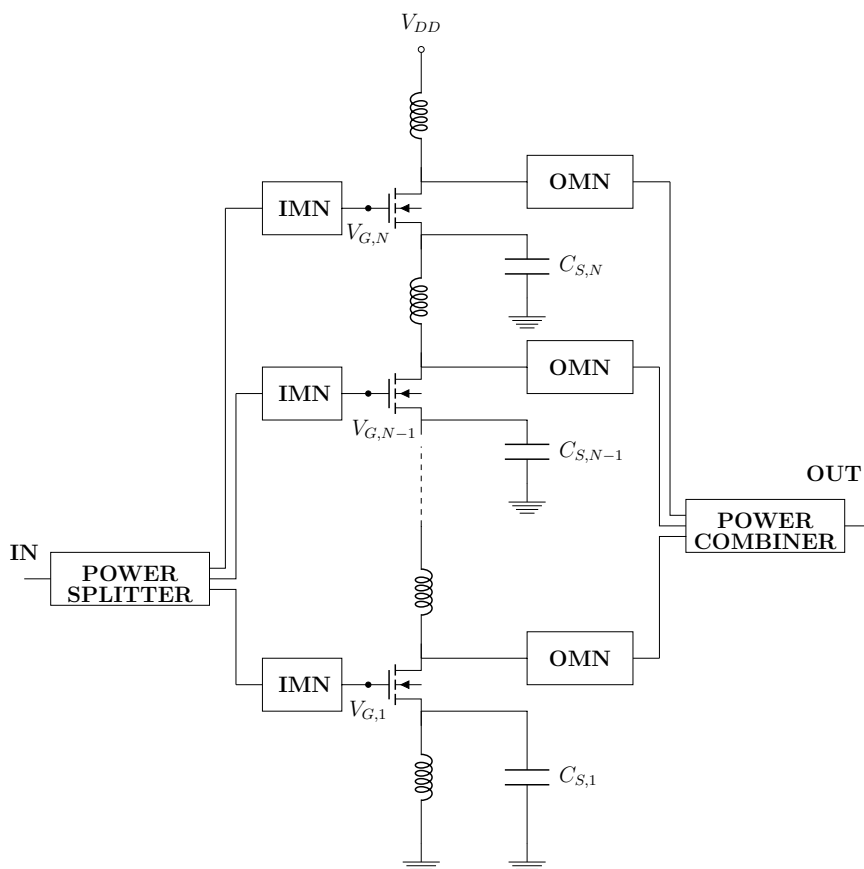 V_{DD}
IMN
OMN
V_{G,N}
C_{S,N}
IMN
OMN
V_{G,N−1}
C_{S,N−1}
OUT
POWER
COMBINER
IN
POWER
SPLITTER
IMN
OMN
V_{G,1}
C_{S,1}